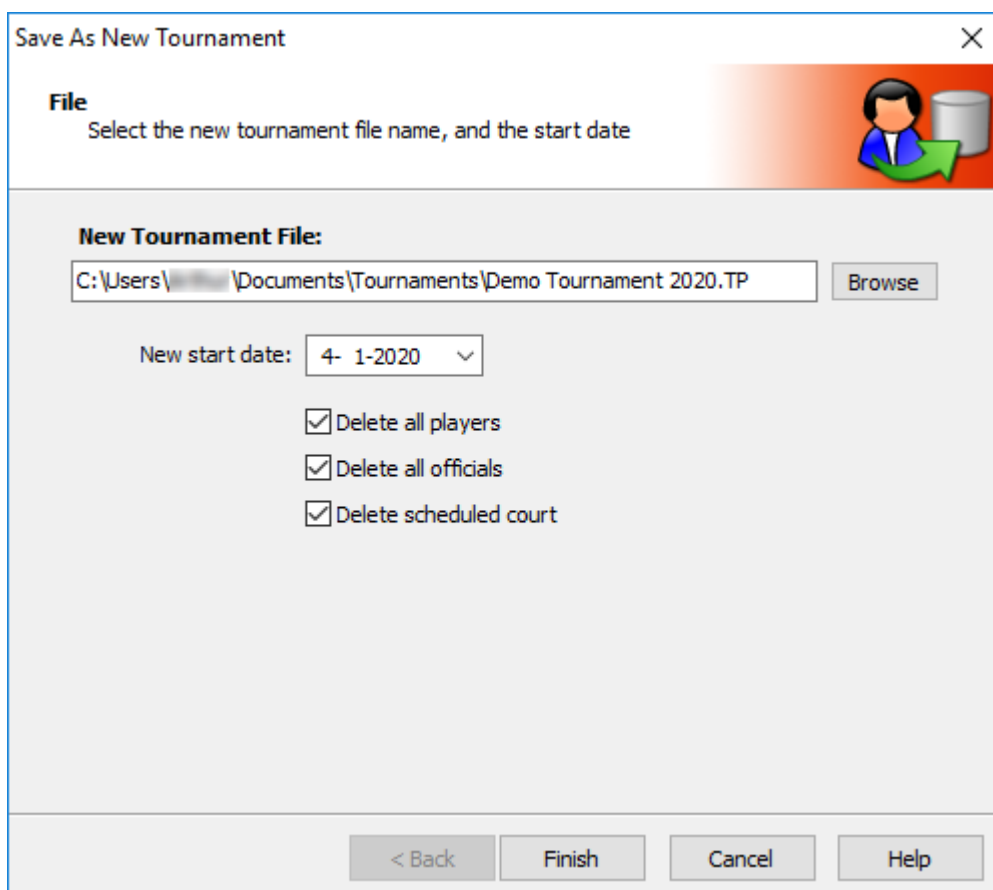 Save As New Tournament
File
Select the new tournament file name, and the start date
New Tournament File:
C:\Users\ \Documents\Tournaments\Demo Tournament 2020.TP
Browse
New start date: 4- 1-2020
Delete all players
Delete all officials
Delete scheduled court
< Back Finish Cancel Help